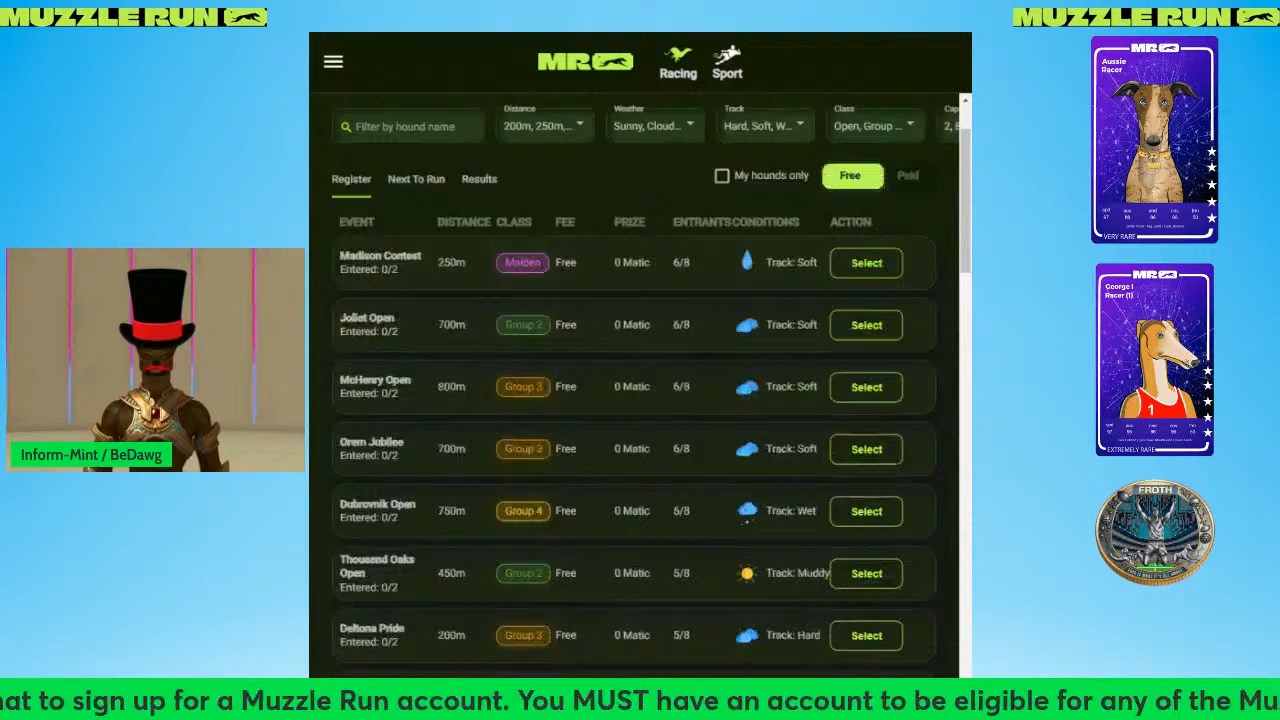 MUZZLE RUN
MUZZLE RUN
MR
Racing
Sport
Filter by hound name
Distance
200m, 250m,...
Weather
Sunny, Cloud...
Track
Hard, Soft, W...
Class
Open, Group ...
Cap
Register
Next To Run
Results
My hounds only
Free
Paid
EVENT DISTANCE CLASS FEE PRIZE ENTRANTS CONDITIONS ACTION
Madison Contest
Entered: 0/2
250m Maiden Free 0 Matic 6/8 Track: Soft Select
Joliet Open
Entered: 0/2
700m Group 2 Free 0 Matic 6/8 Track: Soft Select
McHenry Open
Entered: 0/2
800m Group 3 Free 0 Matic 6/8 Track: Soft Select
Orem Jubilee
Entered: 0/2
700m Group 3 Free 0 Matic 6/8 Track: Soft Select
Dubrovnik Open
Entered: 0/2
750m Group 4 Free 0 Matic 5/8 Track: Wet Select
Thousand Oaks
Open
Entered: 0/2
450m Group 2 Free 0 Matic 5/8 Track: Muddy Select
Deltona Pride
Entered: 0/2
200m Group 3 Free 0 Matic 5/8 Track: Hard Select
Inform-Mint / BeDawg
MR
Aussie
Racer
VERY RARE
MR
George I
Racer (1)
1
EXTREMELY RARE
FROTH
hat to sign up for a Muzzle Run account. You MUST have an account to be eligible for any of the Mu